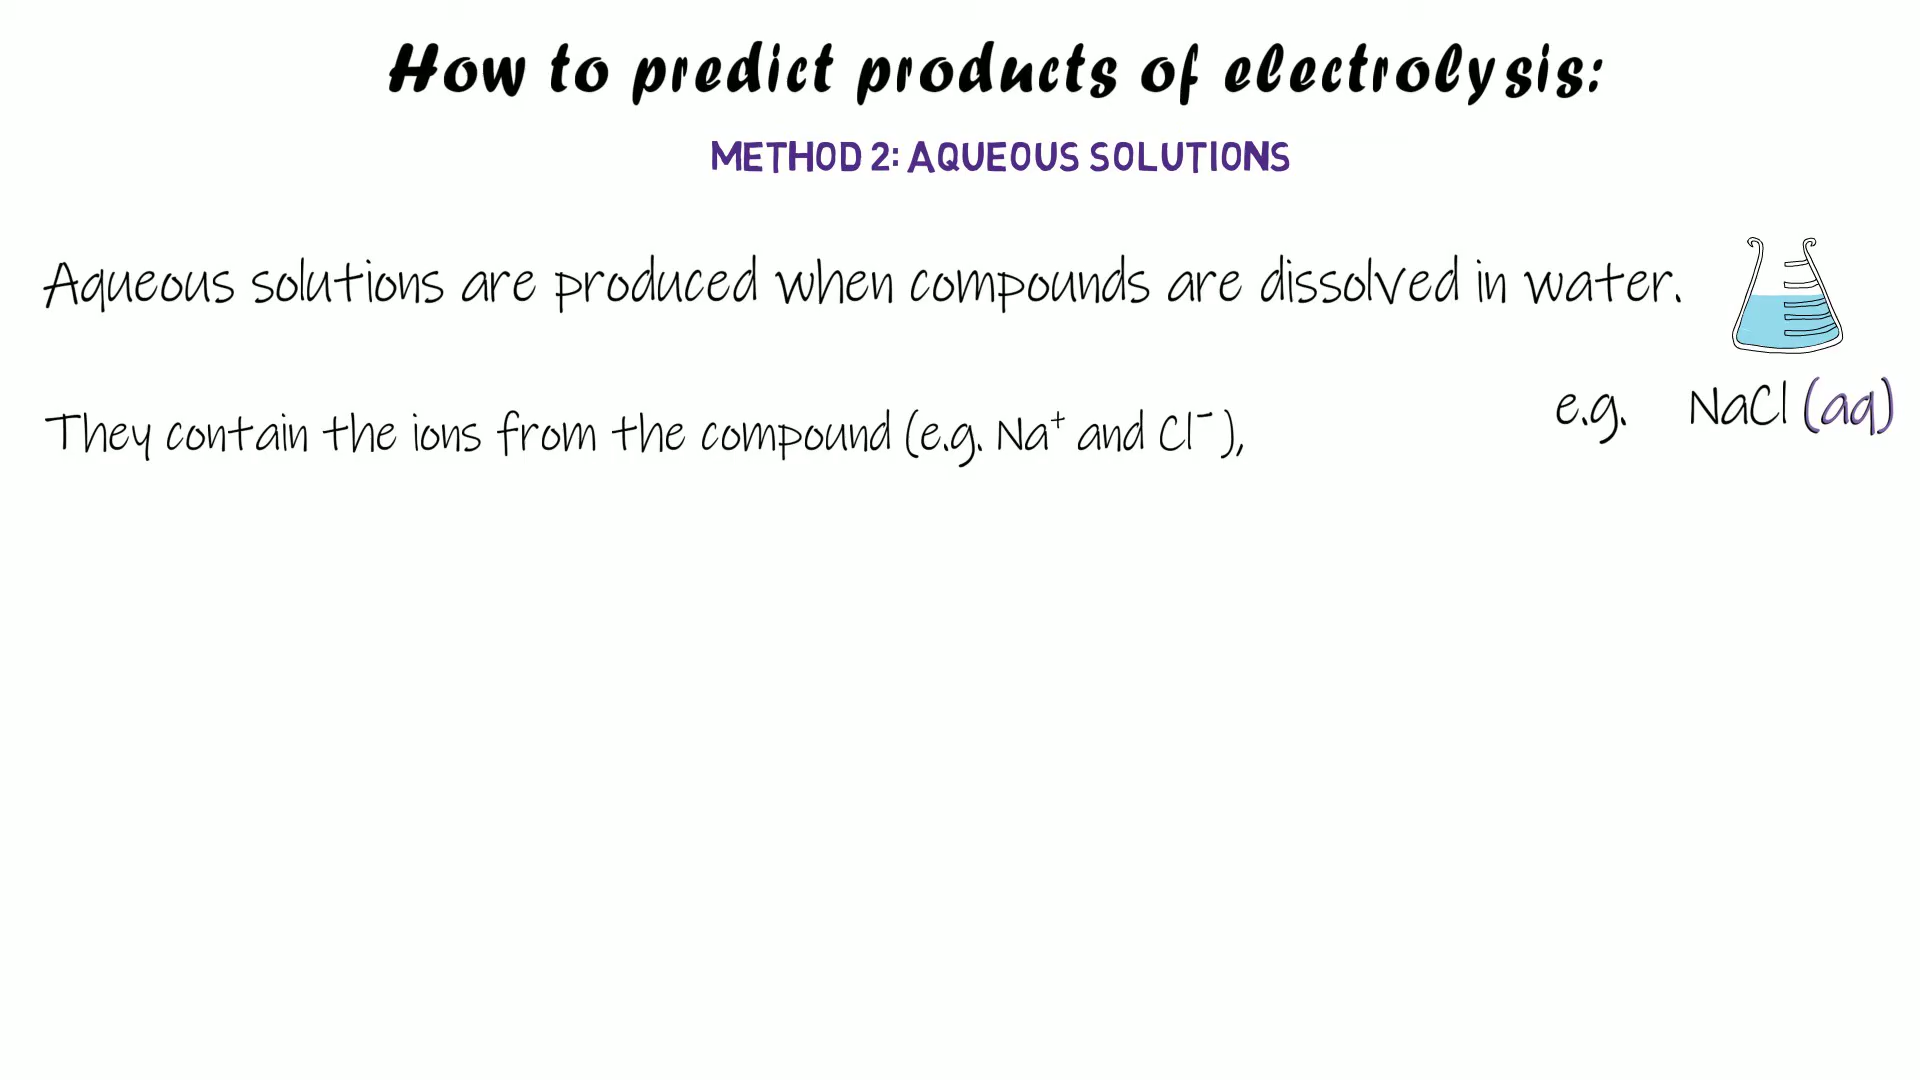 How to predict products of electrolysis:
METHOD 2: AQUEOUS SOLUTIONS
Aqueous solutions are produced when compounds are dissolved in water.
e.g. NaCl (aq)
They contain the ions from the compound (e.g. Na⁺ and Cl⁻ ),